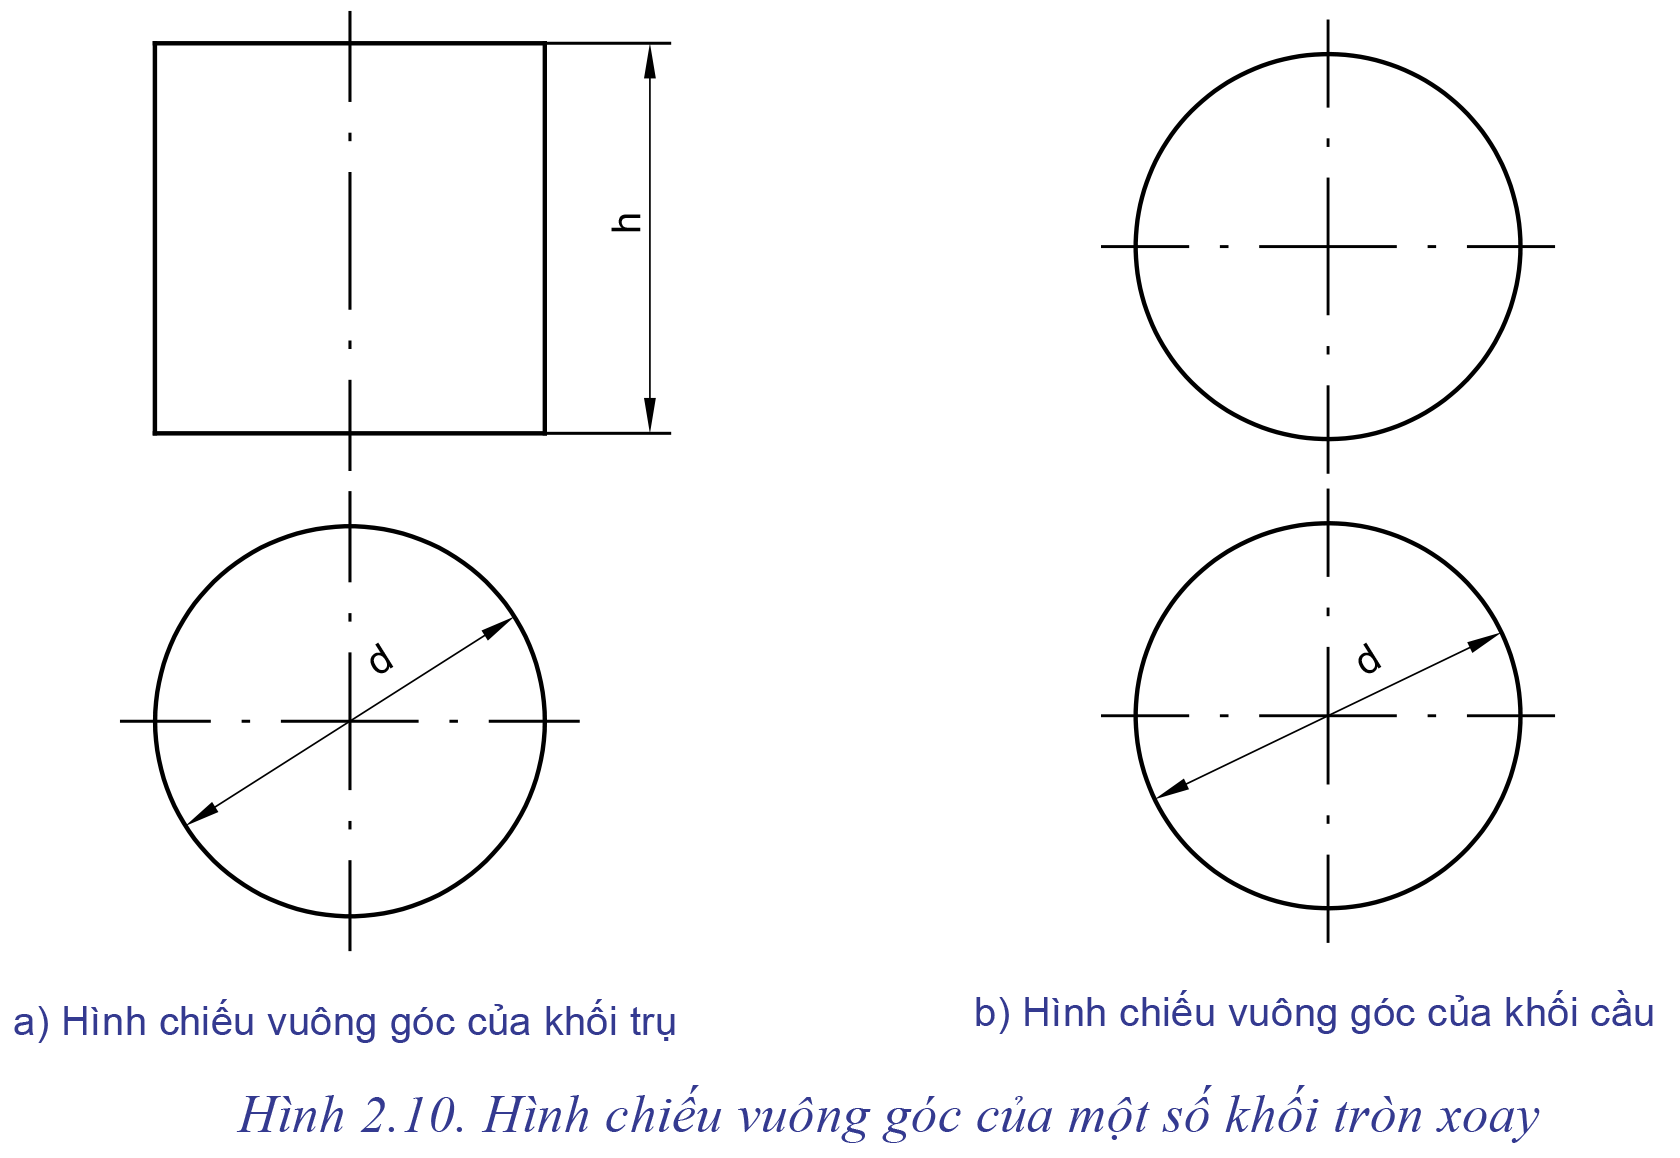 h
d
d
a) Hình chiếu vuông góc của khối trụ
b) Hình chiếu vuông góc của khối cầu
Hình 2.10. Hình chiếu vuông góc của một số khối tròn xoay